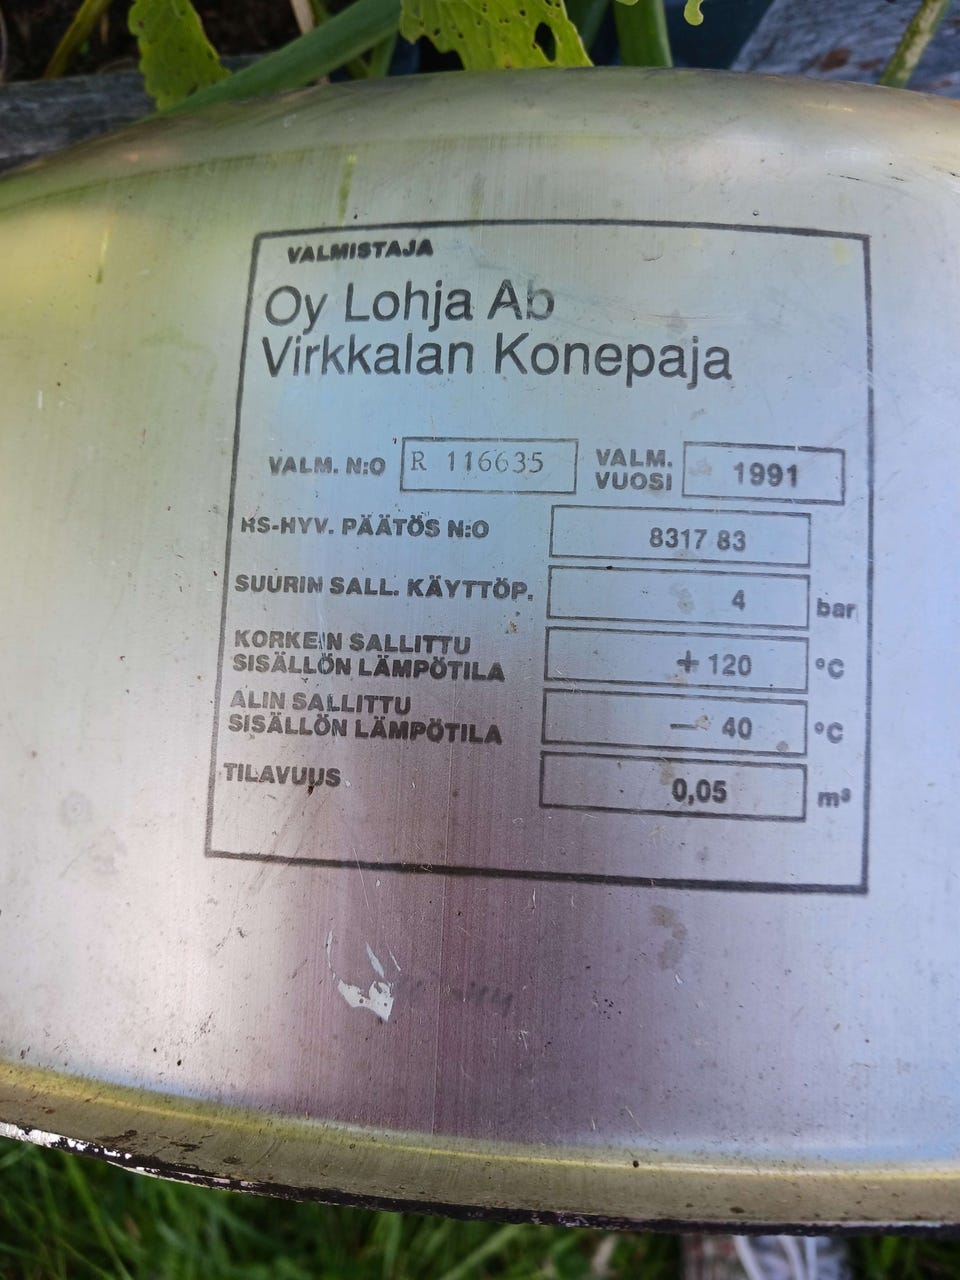 VALMISTAJA
Oy Lohja Ab
Virkkalan Konepaja
VALM. N:O R 116635 VALM. VUOSI 1991
KS-HYV. PÄÄTÖS N:O 8317 83
SUURIN SALL. KÄYTTÖP. 4 bar
KORKEIN SALLITTU
SISÄLLÖN LÄMPÖTILA + 120 °C
ALIN SALLITTU
SISÄLLÖN LÄMPÖTILA — 40 °C
TILAVUUS 0,05 m³